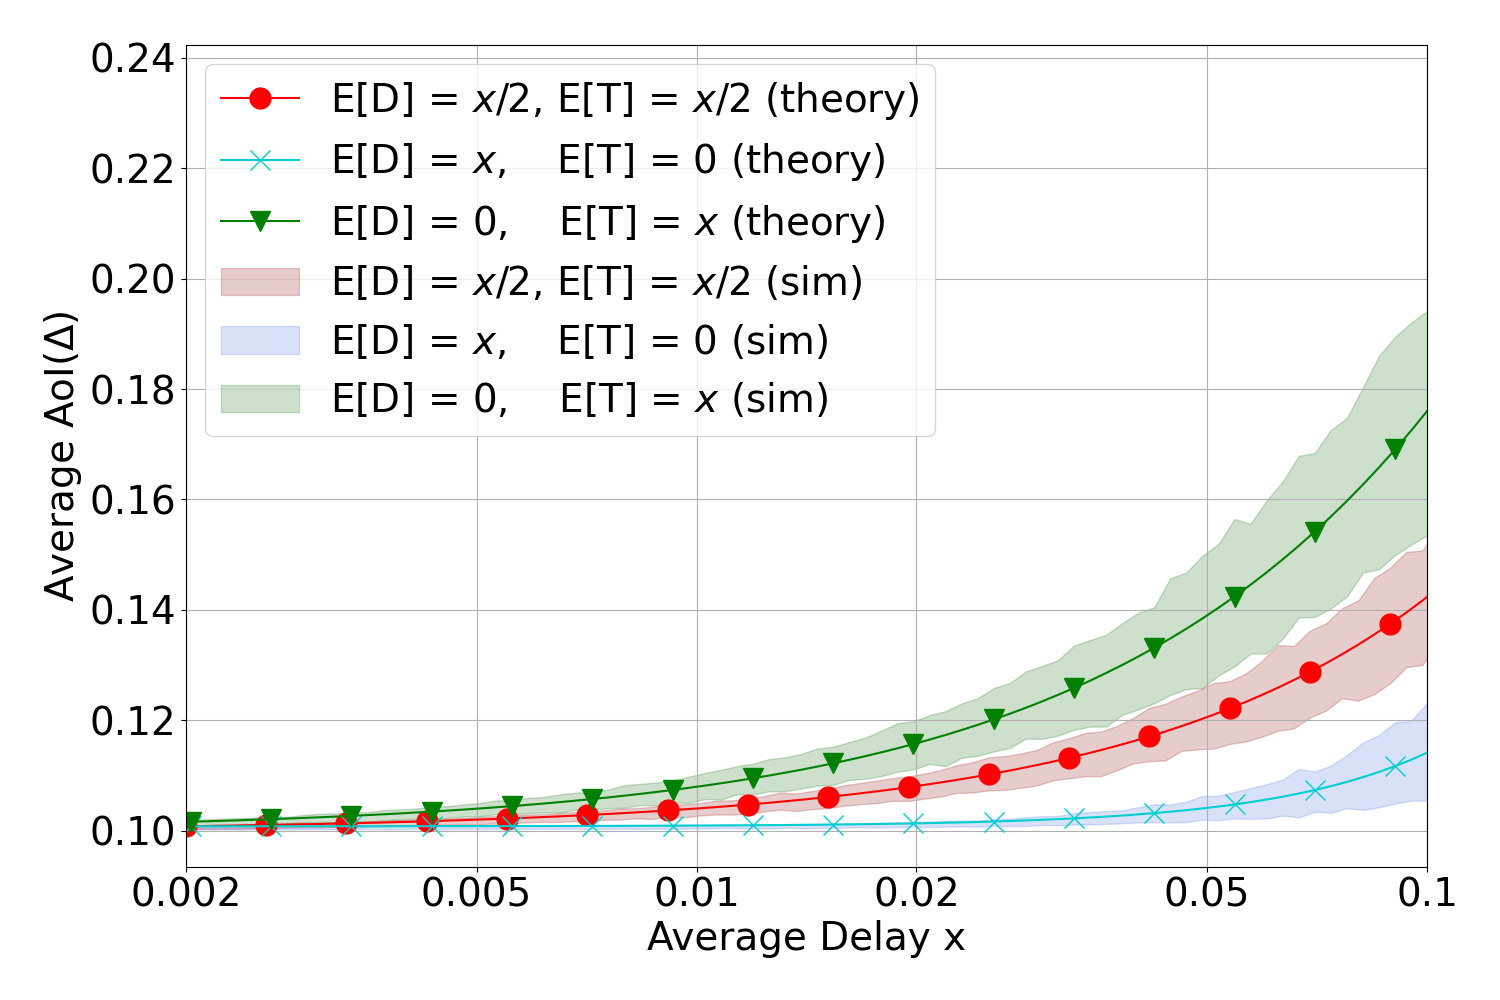 0.24
0.22
0.20
0.18
0.16
0.14
0.12
0.10
Average AoI(Δ)
E[D] = x/2, E[T] = x/2 (theory)
E[D] = x, E[T] = 0 (theory)
E[D] = 0, E[T] = x (theory)
E[D] = x/2, E[T] = x/2 (sim)
E[D] = x, E[T] = 0 (sim)
E[D] = 0, E[T] = x (sim)
0.002 0.005 0.01 0.02 0.05 0.1
Average Delay x